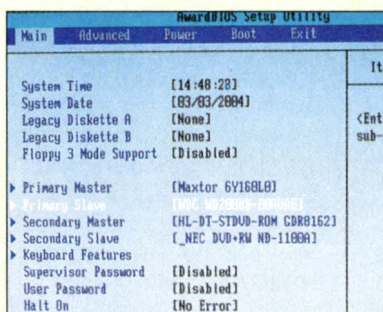 AwardBIOS Setup Utility
Main Advanced Power Boot Exit
It
System Time [14:48:28]
System Date [03/03/2004]
Legacy Diskette A [None]
<Ent
Legacy Diskette B [None]
sub-
Floppy 3 Mode Support [Disabled]
Primary Master [Maxtor 6Y160L0]
Primary Slave
Secondary Master [HL-DT-STDVD-ROM GDR8162]
Secondary Slave [_NEC DVD+RW ND-1100A]
Keyboard Features
Supervisor Password [Disabled]
User Password [Disabled]
Halt On [No Error]